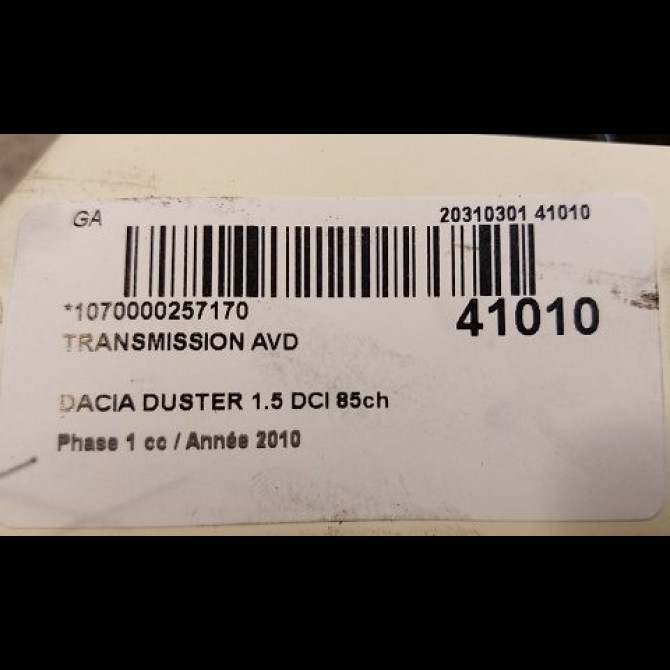 GA 20310301 41010
*1070000257170 41010
TRANSMISSION AVD
DACIA DUSTER 1.5 DCI 85ch
Phase 1 cc / Année 2010